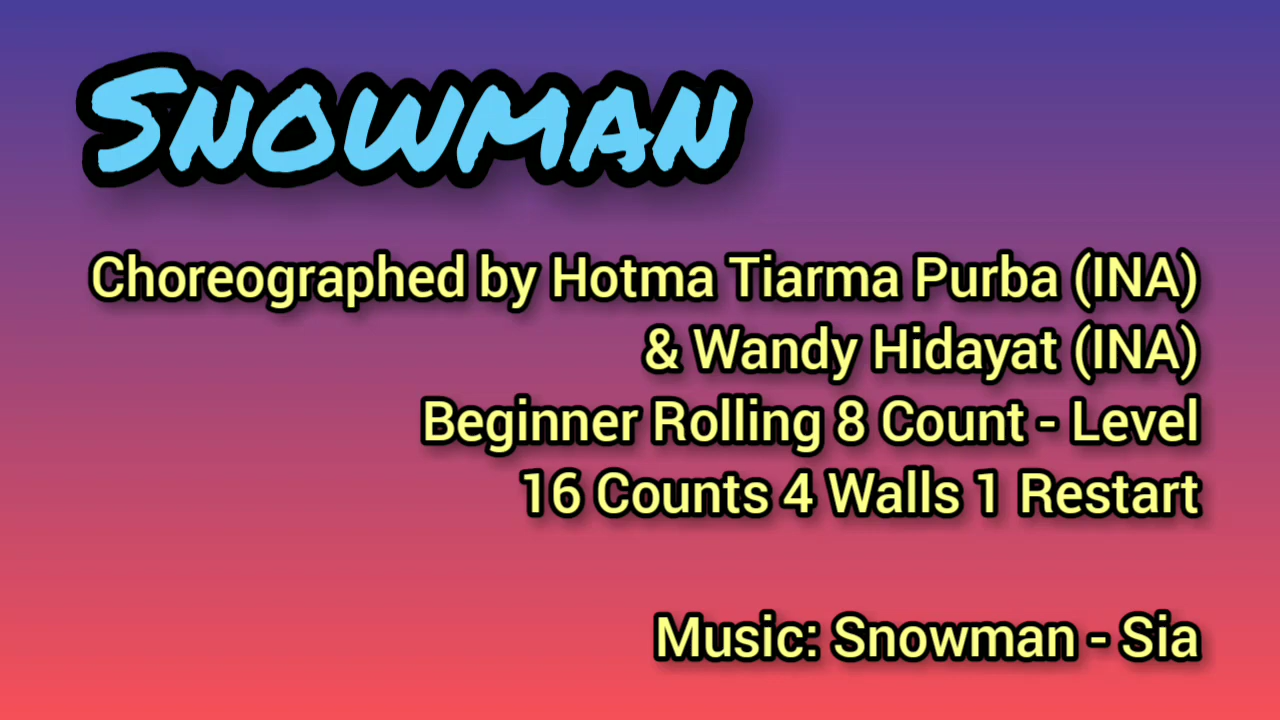 Snowman
Choreographed by Hotma Tiarma Purba (INA)
& Wandy Hidayat (INA)
Beginner Rolling 8 Count - Level
16 Counts 4 Walls 1 Restart
Music: Snowman - Sia